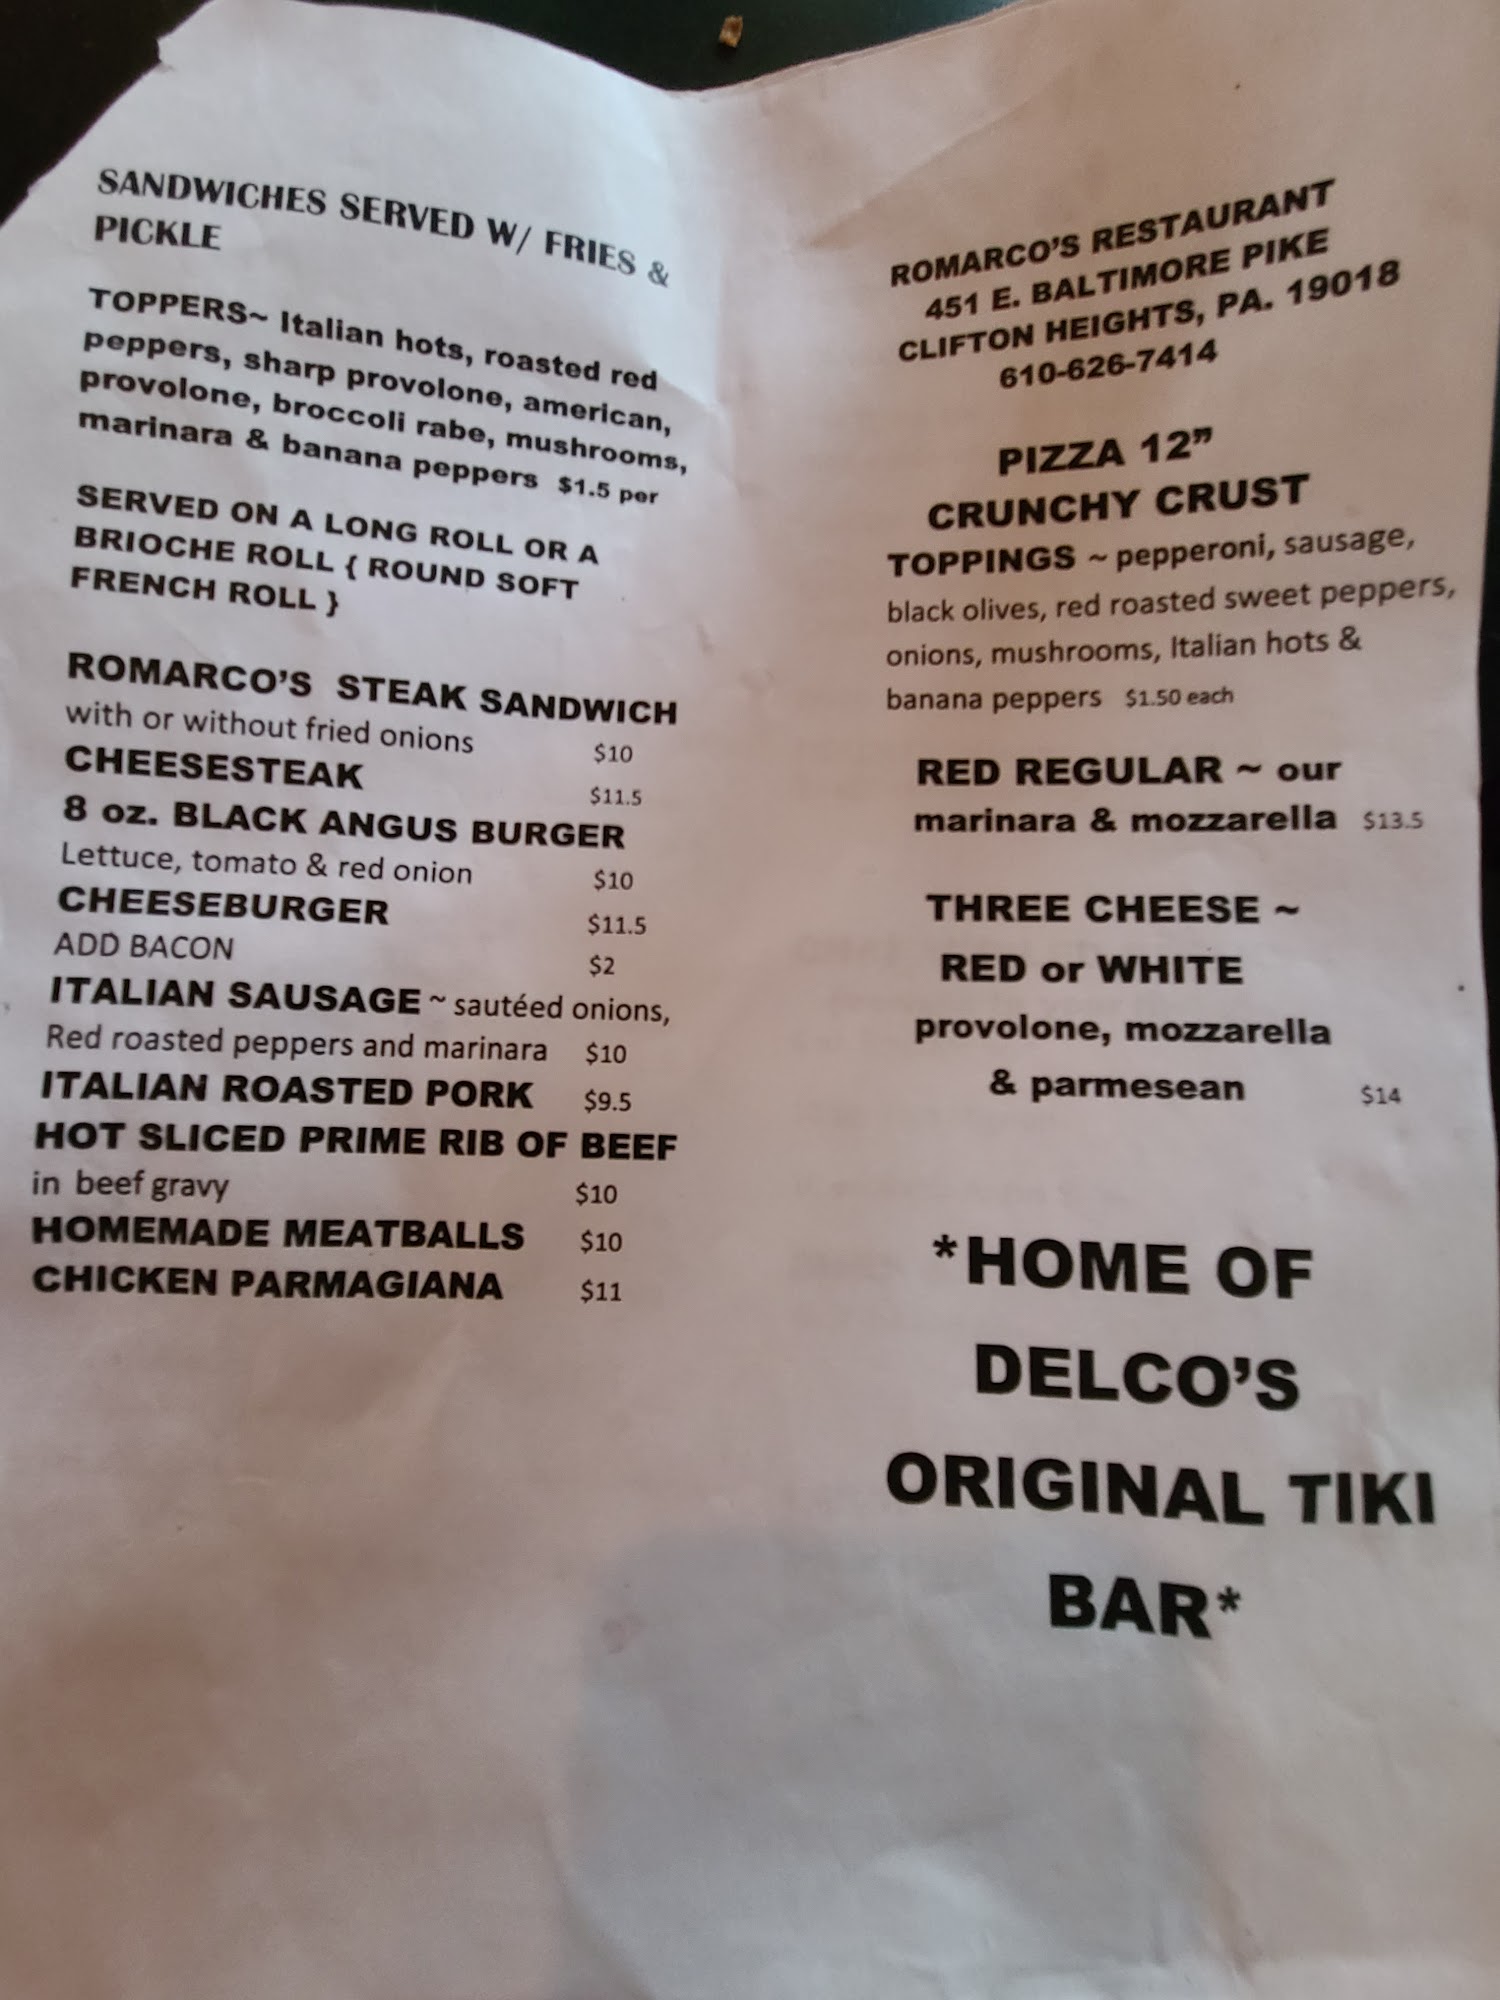 SANDWICHES SERVED W/ FRIES &
PICKLE
TOPPERS~ Italian hots, roasted red
peppers, sharp provolone, american,
provolone, broccoli rabe, mushrooms,
marinara & banana peppers $1.5 per
SERVED ON A LONG ROLL OR A
BRIOCHE ROLL { ROUND SOFT
FRENCH ROLL }
ROMARCO'S STEAK SANDWICH
with or without fried onions $10
CHEESESTEAK $11.5
8 oz. BLACK ANGUS BURGER
Lettuce, tomato & red onion $10
CHEESEBURGER $11.5
ADD BACON $2
ITALIAN SAUSAGE ~ sautéed onions,
Red roasted peppers and marinara $10
ITALIAN ROASTED PORK $9.5
HOT SLICED PRIME RIB OF BEEF
in beef gravy $10
HOMEMADE MEATBALLS $10
CHICKEN PARMAGIANA $11
ROMARCO'S RESTAURANT
451 E. BALTIMORE PIKE
CLIFTON HEIGHTS, PA. 19018
610-626-7414
PIZZA 12”
CRUNCHY CRUST
TOPPINGS ~ pepperoni, sausage,
black olives, red roasted sweet peppers,
onions, mushrooms, Italian hots &
banana peppers $1.50 each
RED REGULAR ~ our
marinara & mozzarella $13.5
THREE CHEESE ~
RED or WHITE
provolone, mozzarella
& parmesean $14
*HOME OF
DELCO'S
ORIGINAL TIKI
BAR*